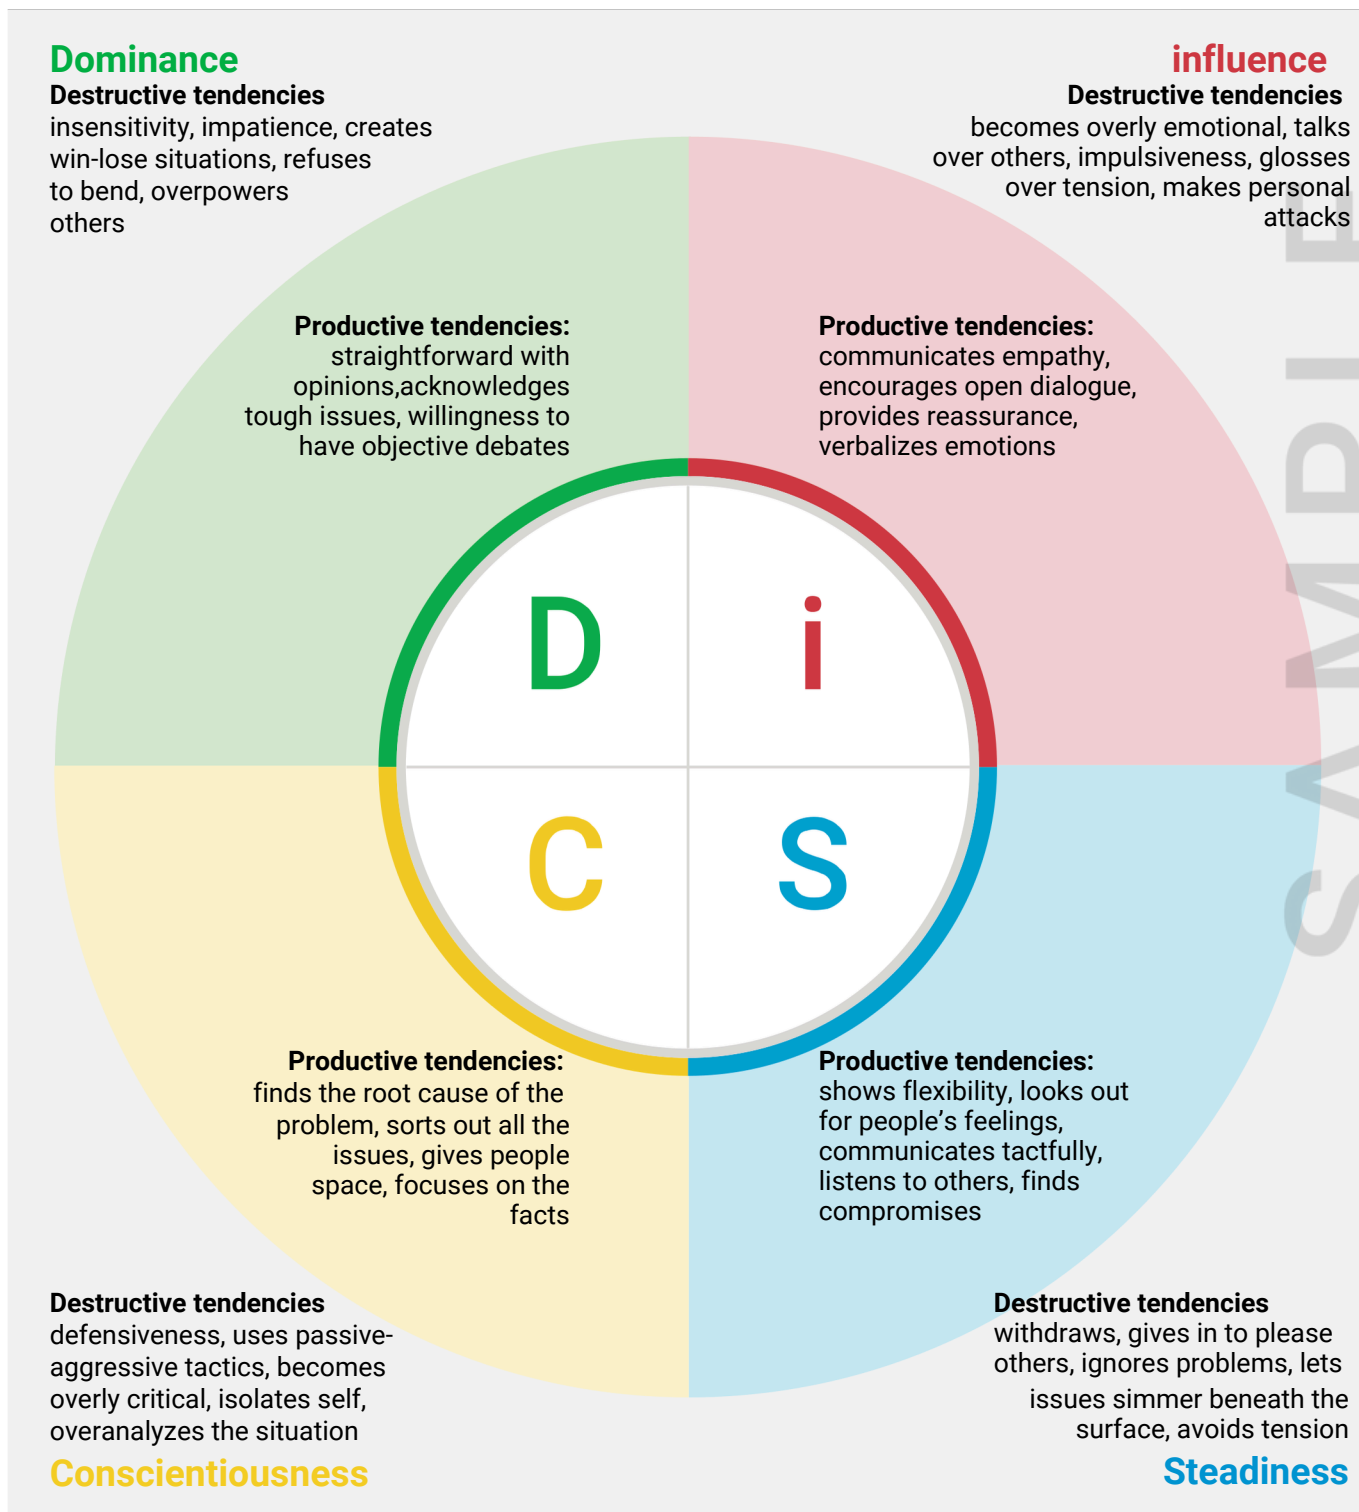 Dominance
Destructive tendencies
insensitivity, impatience, creates
win-lose situations, refuses
to bend, overpowers
others
influence
Destructive tendencies
becomes overly emotional, talks
over others, impulsiveness, glosses
over tension, makes personal
attacks
Productive tendencies:
straightforward with
opinions,acknowledges
tough issues, willingness to
have objective debates
Productive tendencies:
communicates empathy,
encourages open dialogue,
provides reassurance,
verbalizes emotions
D
i
C
S
Productive tendencies:
finds the root cause of the
problem, sorts out all the
issues, gives people
space, focuses on the
facts
Productive tendencies:
shows flexibility, looks out
for people’s feelings,
communicates tactfully,
listens to others, finds
compromises
Destructive tendencies
defensiveness, uses passive-
aggressive tactics, becomes
overly critical, isolates self,
overanalyzes the situation
Conscientiousness
Destructive tendencies
withdraws, gives in to please
others, ignores problems, lets
issues simmer beneath the
surface, avoids tension
Steadiness
SAMPLE